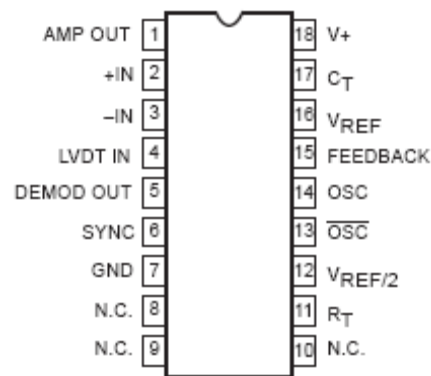 AMP OUT 1 18 V+
+IN 2 17 CT
–IN 3 16 VREF
LVDT IN 4 15 FEEDBACK
DEMOD OUT 5 14 OSC
SYNC 6 13 O̅S̅C̅
GND 7 12 VREF/2
N.C. 8 11 RT
N.C. 9 10 N.C.